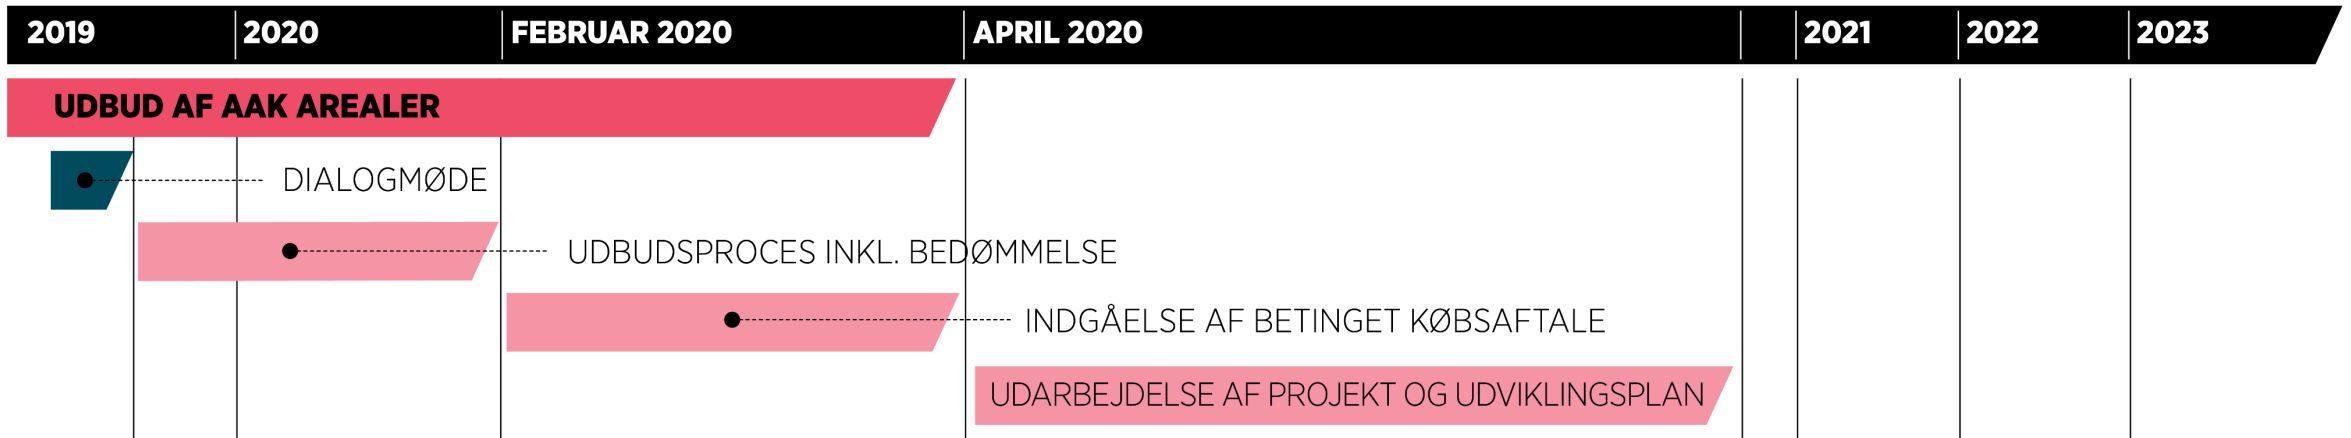 2019 2020 FEBRUAR 2020 APRIL 2020 2021 2022 2023
UDBUD AF AAK AREALER
DIALOGMØDE
UDBUDSPROCES INKL. BEDØMMELSE
INDGÅELSE AF BETINGET KØBSAFTALE
UDARBEJDELSE AF PROJEKT OG UDVIKLINGSPLAN